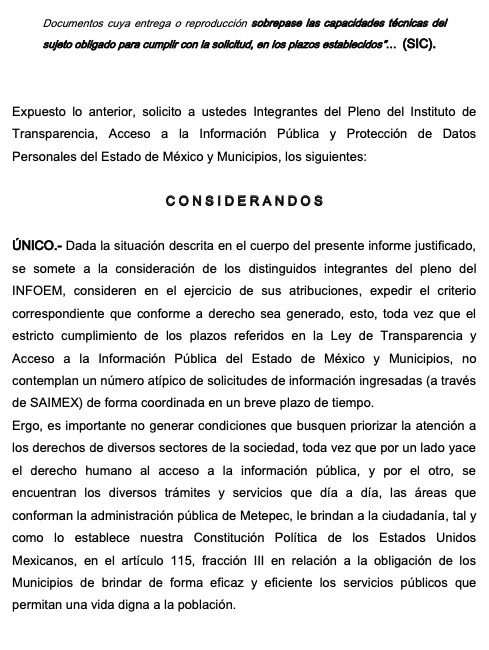 Documentos cuya entrega o reproducción sobrepase las capacidades técnicas del
sujeto obligado para cumplir con la solicitud, en los plazos establecidos"... (SIC).
Expuesto lo anterior, solicito a ustedes Integrantes del Pleno del Instituto de
Transparencia, Acceso a la Información Pública y Protección de Datos
Personales del Estado de México y Municipios, los siguientes:
C O N S I D E R A N D O S
ÚNICO.- Dada la situación descrita en el cuerpo del presente informe justificado,
se somete a la consideración de los distinguidos integrantes del pleno del
INFOEM, consideren en el ejercicio de sus atribuciones, expedir el criterio
correspondiente que conforme a derecho sea generado, esto, toda vez que el
estricto cumplimiento de los plazos referidos en la Ley de Transparencia y
Acceso a la Información Pública del Estado de México y Municipios, no
contemplan un número atípico de solicitudes de información ingresadas (a través
de SAIMEX) de forma coordinada en un breve plazo de tiempo.
Ergo, es importante no generar condiciones que busquen priorizar la atención a
los derechos de diversos sectores de la sociedad, toda vez que por un lado yace
el derecho humano al acceso a la información pública, y por el otro, se
encuentran los diversos trámites y servicios que día a día, las áreas que
conforman la administración pública de Metepec, le brindan a la ciudadanía, tal y
como lo establece nuestra Constitución Política de los Estados Unidos
Mexicanos, en el artículo 115, fracción III en relación a la obligación de los
Municipios de brindar de forma eficaz y eficiente los servicios públicos que
permitan una vida digna a la población.